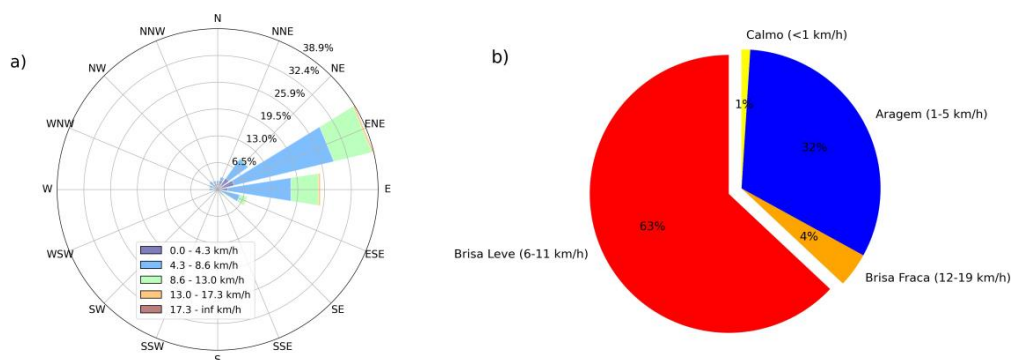 a)
N
NNE
NE
ENE
E
ESE
SE
SSE
S
SSW
SW
WSW
W
WNW
NW
NNW
38.9%
32.4%
25.9%
19.5%
13.0%
6.5%
0.0 - 4.3 km/h
4.3 - 8.6 km/h
8.6 - 13.0 km/h
13.0 - 17.3 km/h
17.3 - inf km/h
b)
Calmo (<1 km/h)
1%
Aragem (1-5 km/h)
32%
Brisa Leve (6-11 km/h)
63%
4%
Brisa Fraca (12-19 km/h)